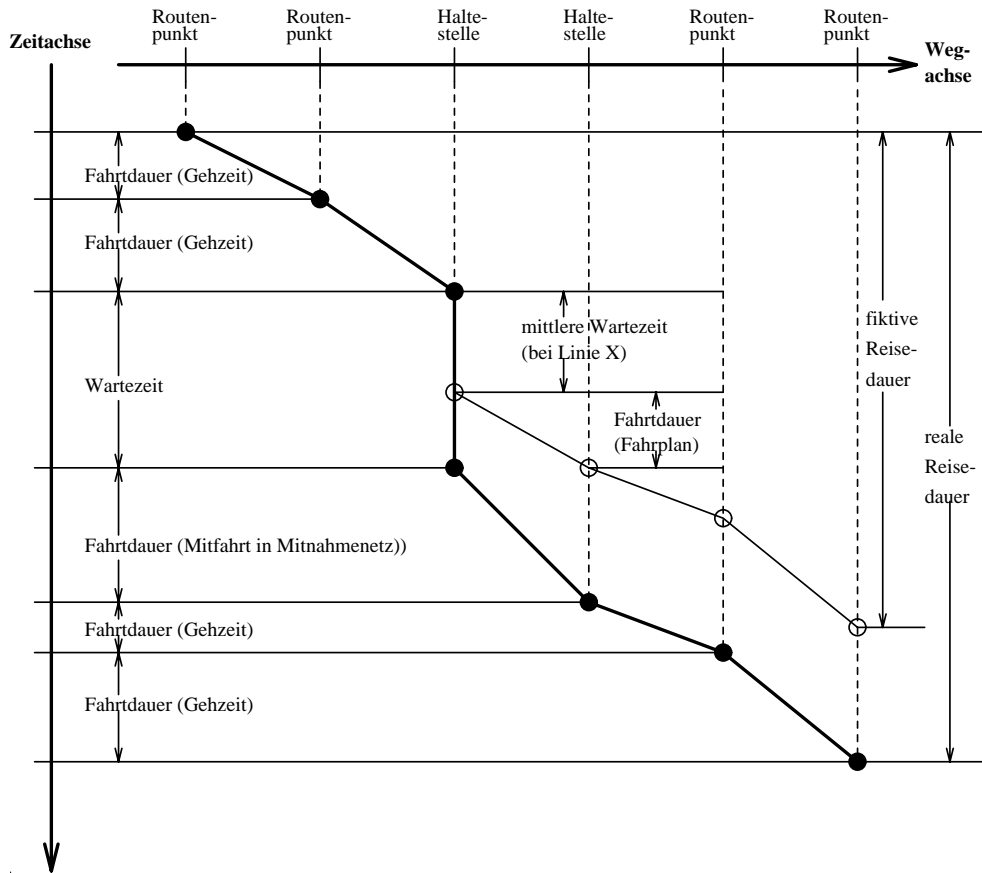 Routen-
punkt
Routen-
punkt
Halte-
stelle
Halte-
stelle
Routen-
punkt
Routen-
punkt
Zeitachse
Weg-
achse
Fahrtdauer (Gehzeit)
Fahrtdauer (Gehzeit)
mittlere Wartezeit
(bei Linie X)
fiktive
Reise-
dauer
Wartezeit
Fahrtdauer
(Fahrplan)
reale
Reise-
dauer
Fahrtdauer (Mitfahrt in Mitnahmenetz))
Fahrtdauer (Gehzeit)
Fahrtdauer (Gehzeit)